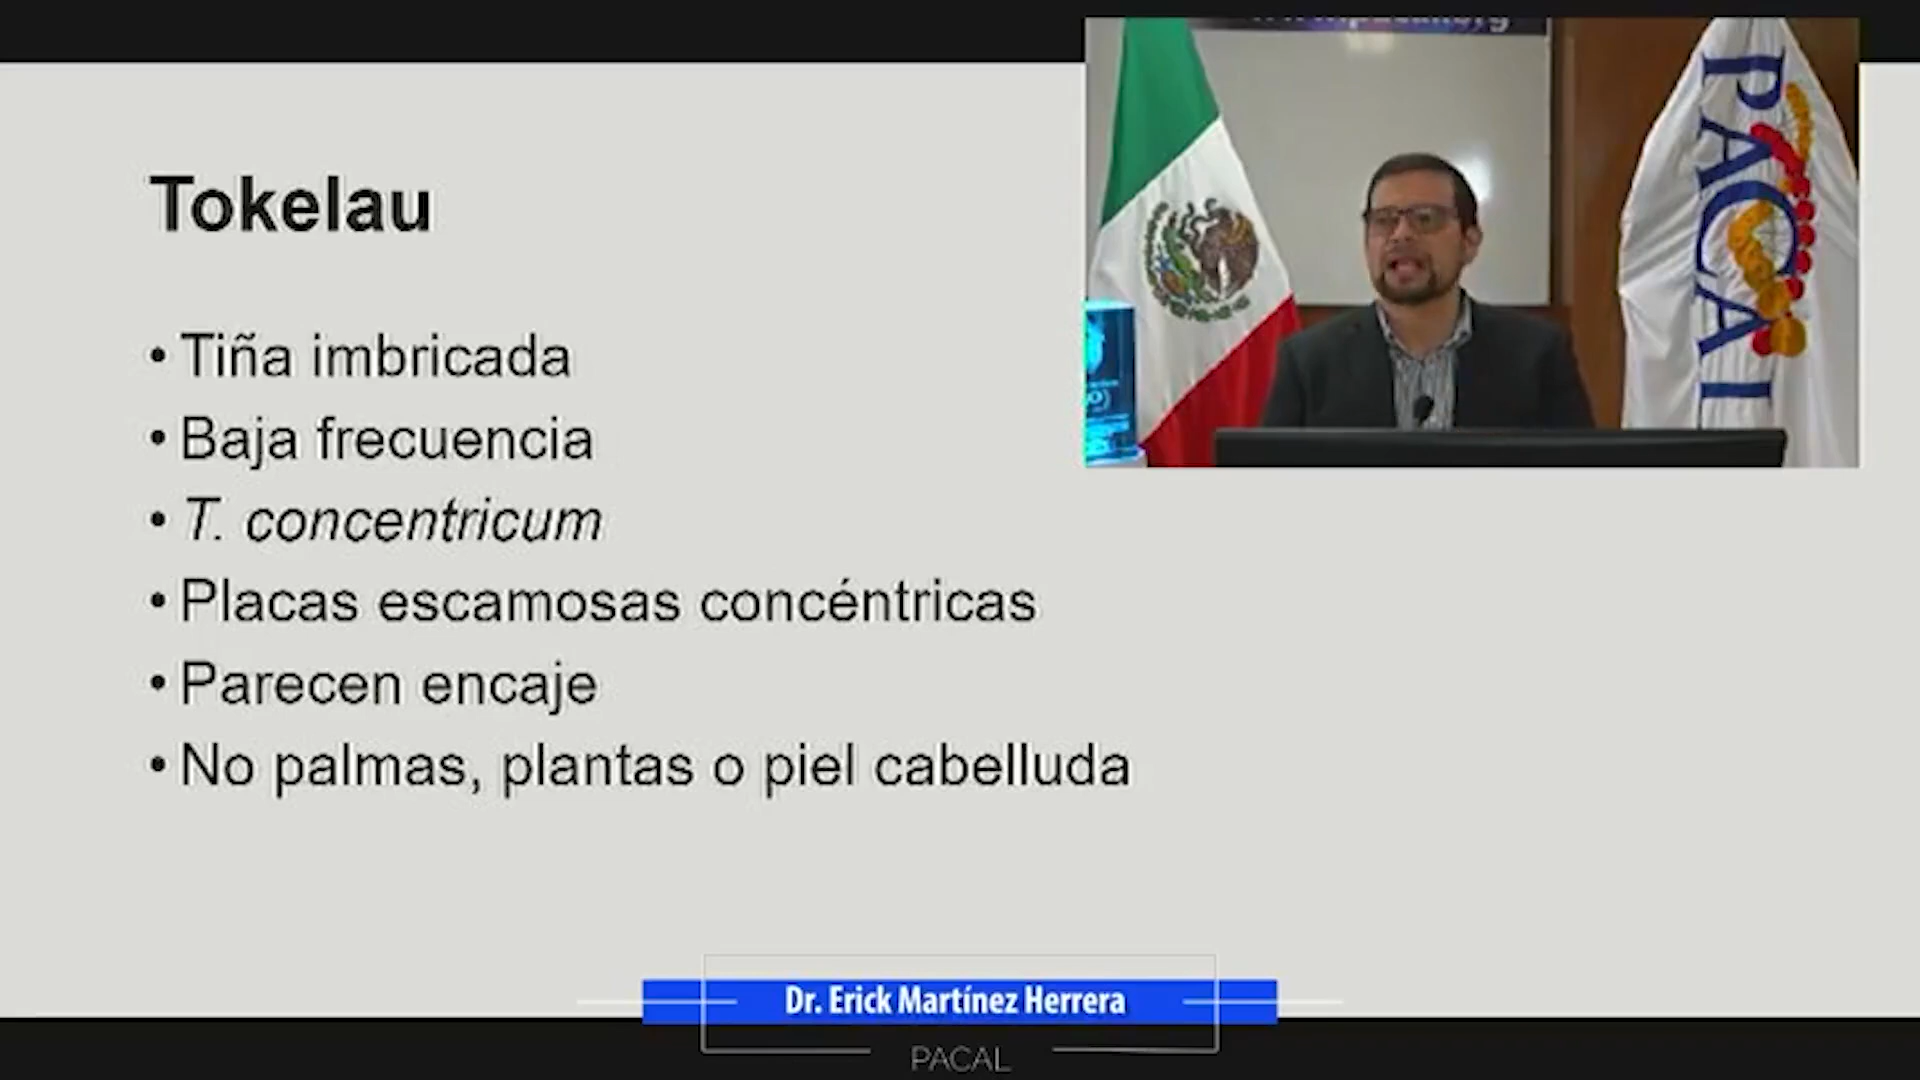 PACAL
Tokelau
• Tiña imbricada
• Baja frecuencia
• T. concentricum
• Placas escamosas concéntricas
• Parecen encaje
• No palmas, plantas o piel cabelluda
Dr. Erick Martínez Herrera
PACAL